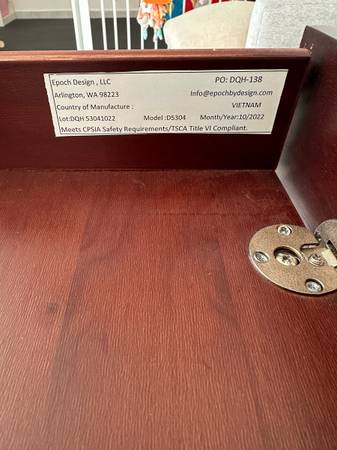 Epoch Design , LLC PO: DQH-138
Arlington, WA 98223 Info@epochbydesign.com
Country of Manufacture : VIETNAM
Lot:DQH 53041022 Model :D5304 Month/Year:10/2022
Meets CPSIA Safety Requirements/TSCA Title VI Compliant.